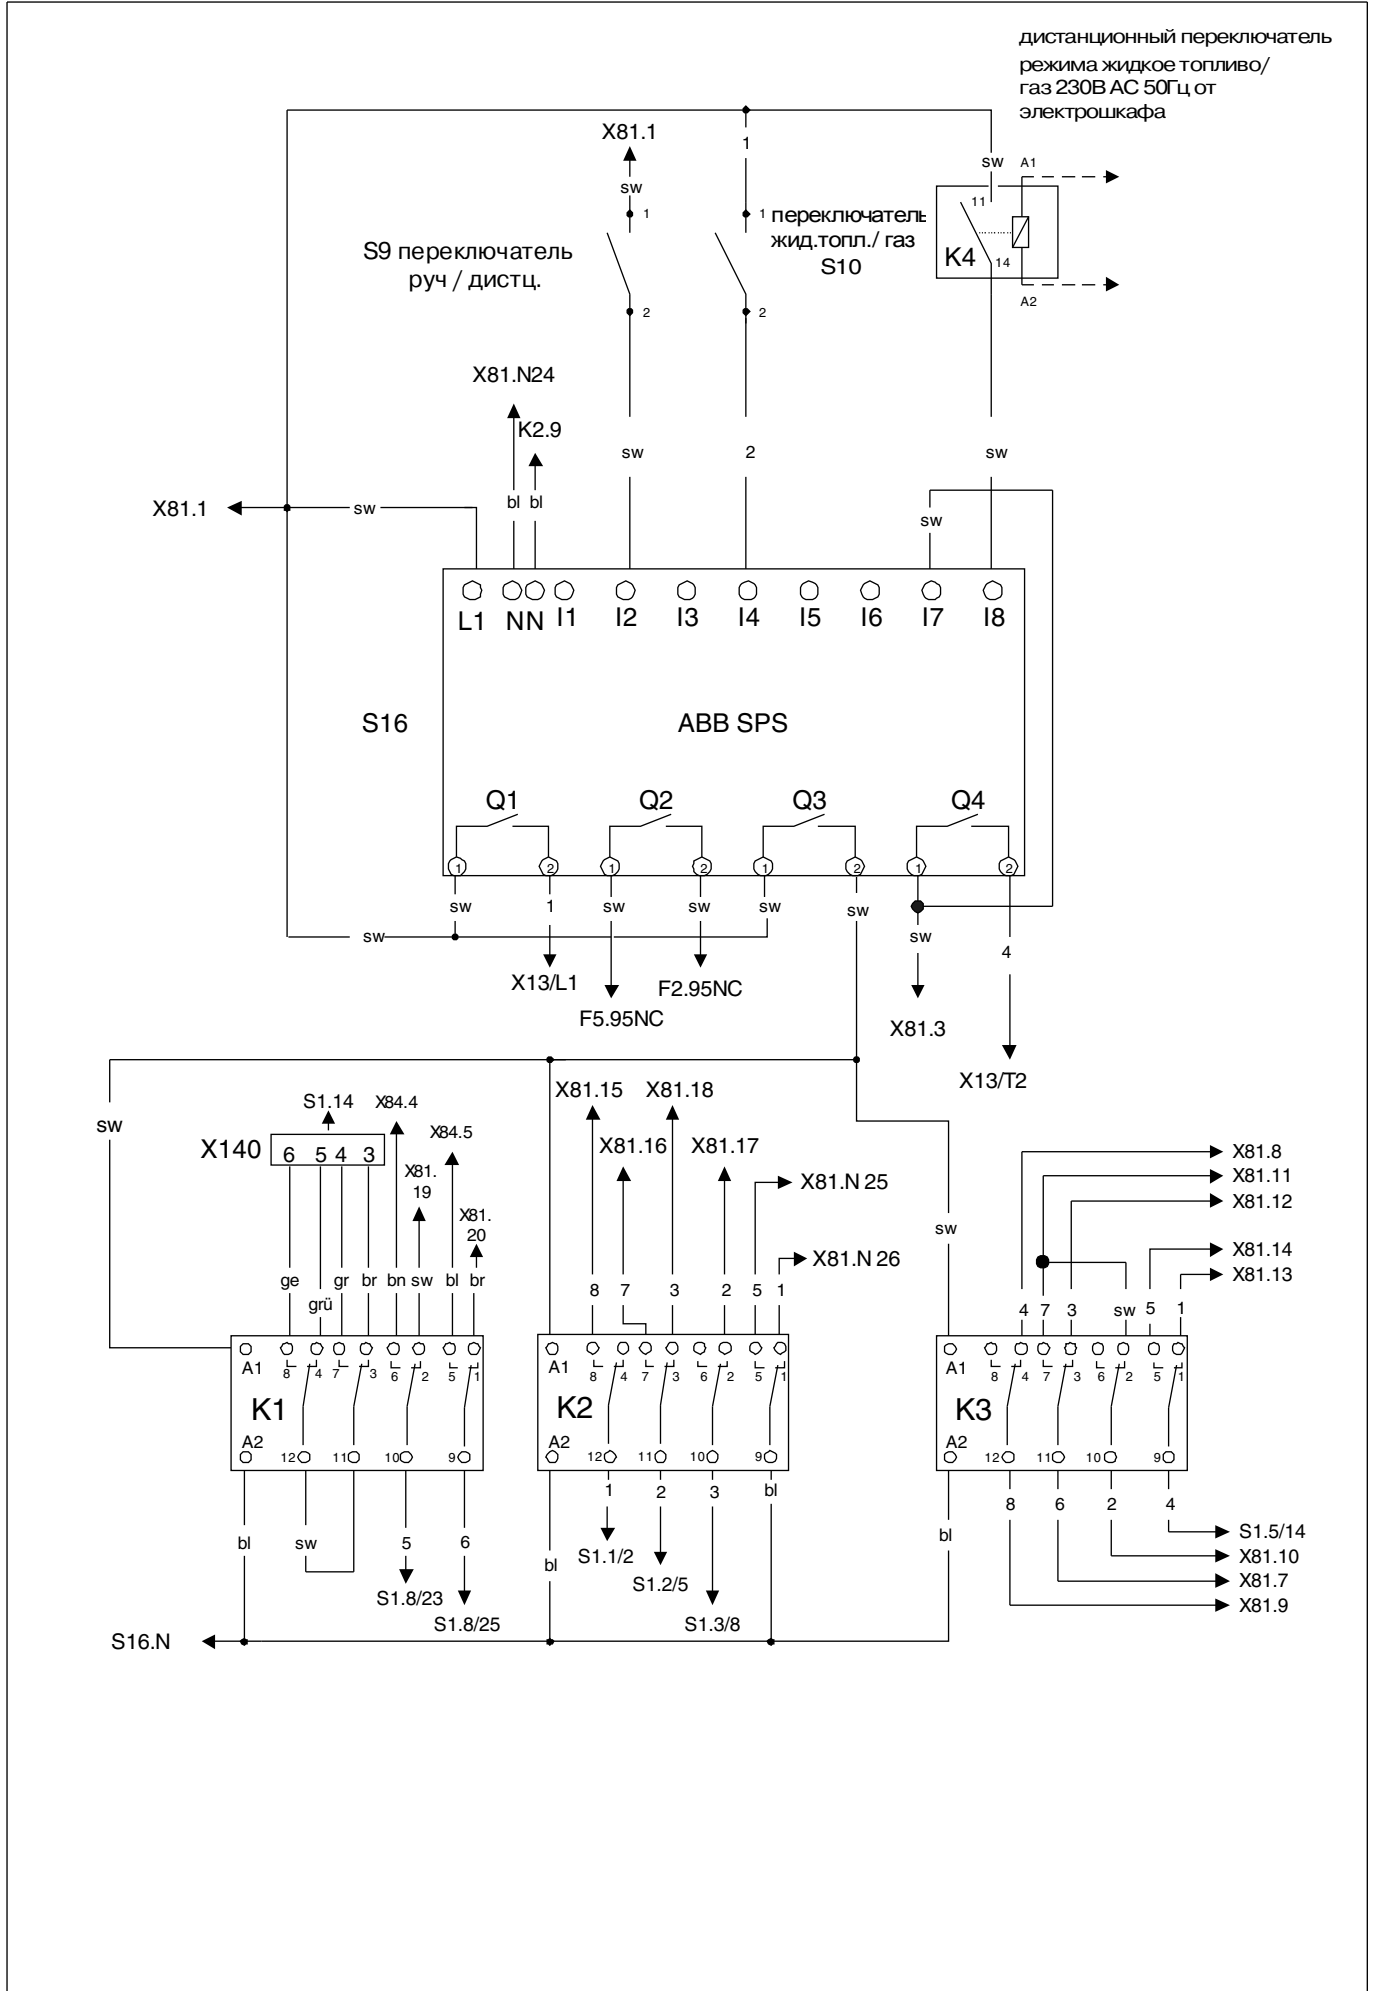 дистанционный переключатель
режима жидкое топливо/
газ 230В АС 50Гц от
электрошкафа
X81.1
1
sw
A1
sw
11
1
1 переключатель
жид.топл./ газ
S10
S9 переключатель
руч / дистц.
K4
14
A2
2
2
X81.N24
K2.9
sw
2
sw
bl
bl
X81.1
sw
sw
L1
NN
I1
I2
I3
I4
I5
I6
I7
I8
S16
ABB SPS
Q1
Q2
Q3
Q4
1
2
1
2
1
2
1
2
sw
1
sw
sw
sw
sw
sw
sw
4
X13/L1
F2.95NC
F5.95NC
X81.3
X13/T2
sw
S1.14
X84.4
X140
6 5 4 3
X84.5
X81.
19
X81.
20
X81.15
X81.18
X81.16
X81.17
X81.N 25
X81.N 26
X81.8
X81.11
X81.12
X81.14
X81.13
sw
ge
grü
gr
br
bn
sw
bl
br
8
7
3
2
5
1
4
7
3
sw
5
1
A1
8
4
7
3
6
2
5
1
K1
A2
12
11
10
9
A1
8
4
7
3
6
2
5
1
K2
A2
12
11
10
9
A1
8
4
7
3
6
2
5
1
K3
A2
12
11
10
9
bl
sw
5
6
bl
1
2
3
bl
bl
8
6
2
4
S1.8/23
S1.8/25
S1.1/2
S1.2/5
S1.3/8
S1.5/14
X81.10
X81.7
X81.9
S16.N